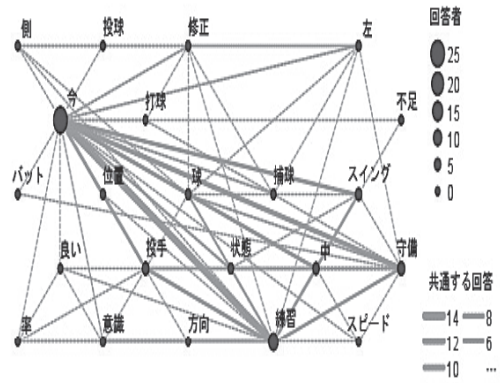 側 投球 修正 左
今 打球 不足
バット 位置 球 捕球 スイング
良い 投手 状態 中 守備
率 意識 方向 練習 スピード
回答者
25
20
15
10
5
0
共通する回答
14 8
12 6
10 …